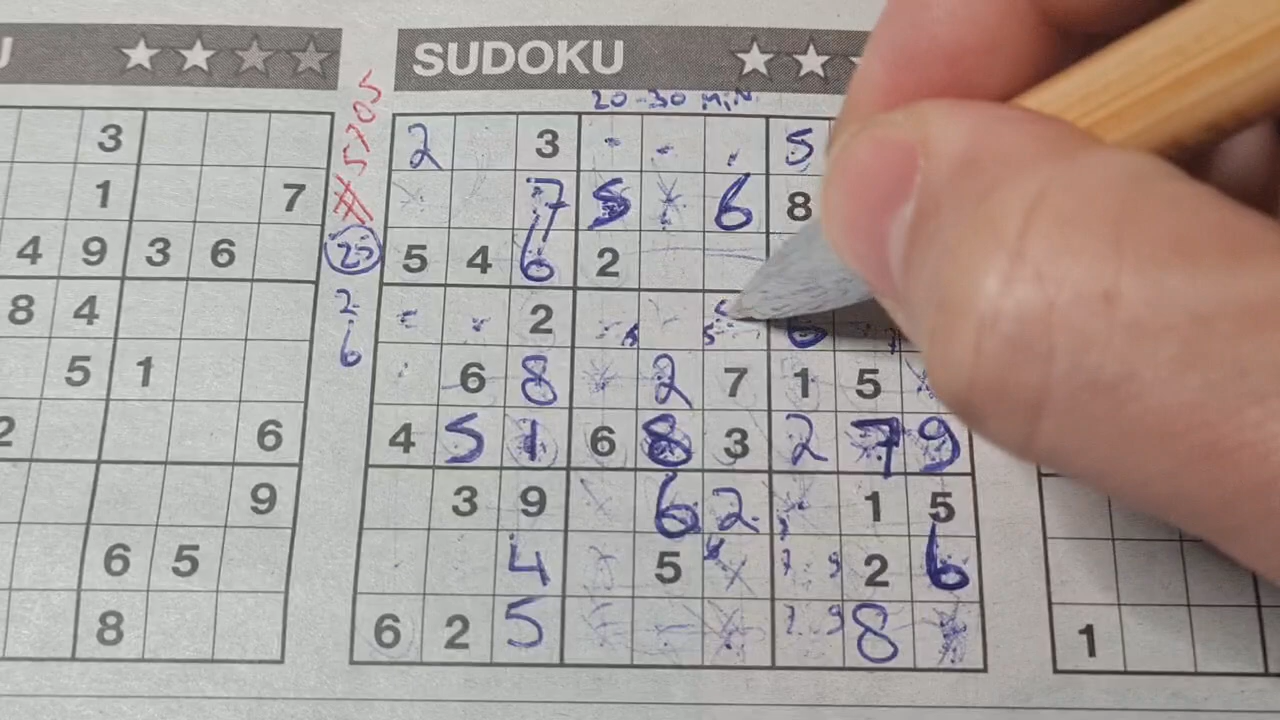 U
SUDOKU
20-30 MIN.
#5705
25
2
6
3
1 7
4 9 3 6
8 4
5 1
2 6
9
6 5
8
2 3 5
7 5 6 8
5 4 6 2
2 6
6 8 2 7 1 5
4 5 1 6 8 3 2 7 9
3 9 6 2 1 5
4 5 2 6
6 2 5 8
1